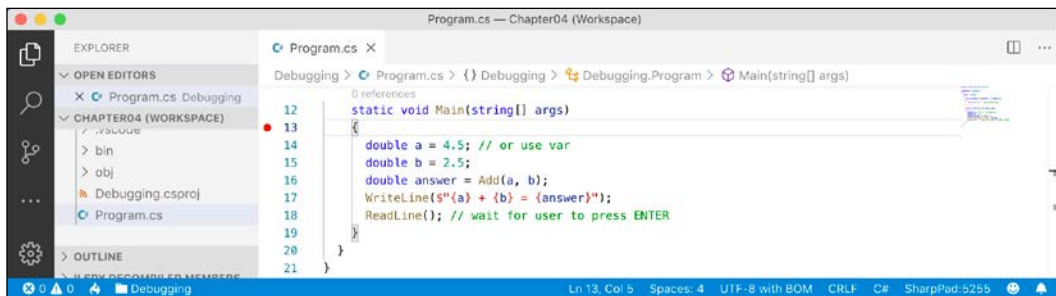 Program.cs — Chapter04 (Workspace)
EXPLORER
OPEN EDITORS
Program.cs Debugging
CHAPTER04 (WORKSPACE)
.vscode
bin
obj
Debugging.csproj
Program.cs
OUTLINE
ILSPY DECOMPILED MEMBERS
Program.cs
Debugging > Program.cs > {} Debugging > Debugging.Program > Main(string[] args)
0 references
12 static void Main(string[] args)
13 {
14 double a = 4.5; // or use var
15 double b = 2.5;
16 double answer = Add(a, b);
17 WriteLine($"{a} + {b} = {answer}");
18 ReadLine(); // wait for user to press ENTER
19 }
20 }
21 }
0 0 Debugging Ln 13, Col 5 Spaces: 4 UTF-8 with BOM CRLF C# SharpPad:5255